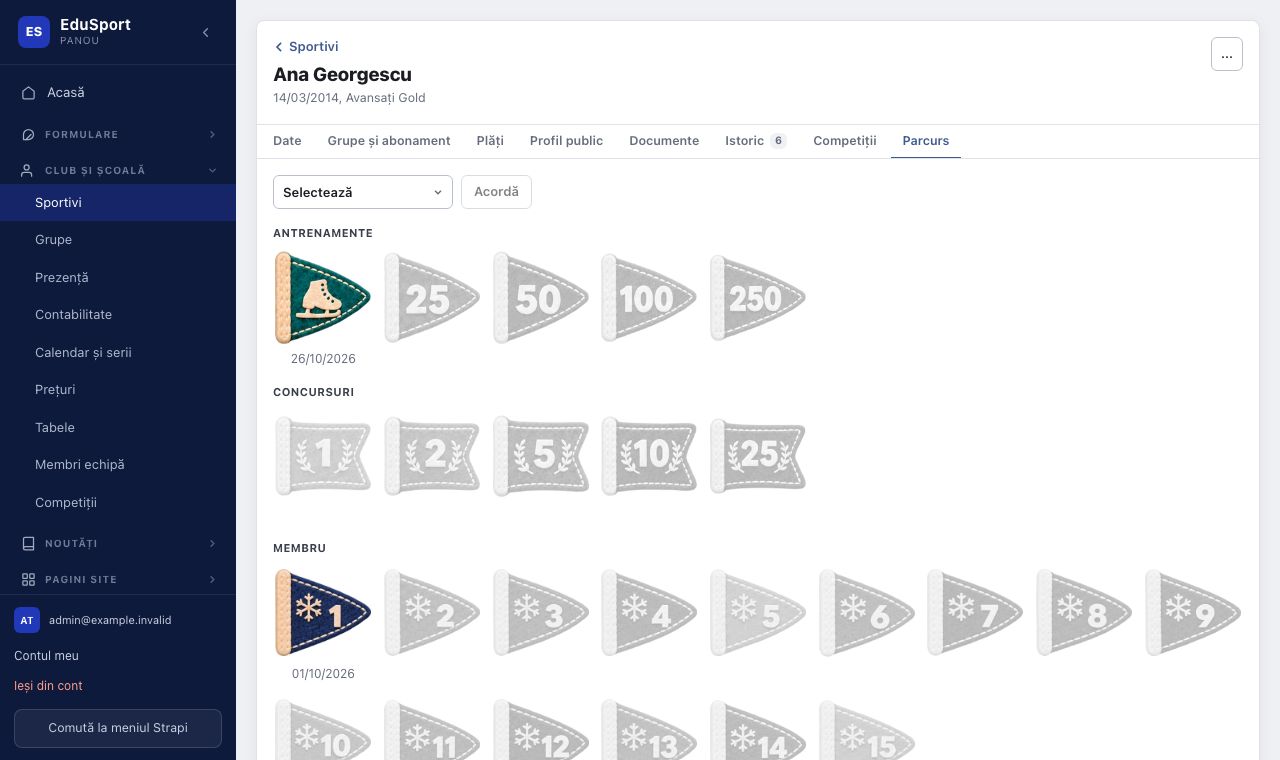 ES
EduSport
PANOU
Acasă
FORMULARE
CLUB ȘI ȘCOALĂ
Sportivi
Grupe
Prezență
Contabilitate
Calendar și serii
Prețuri
Tabele
Membri echipă
Competiții
NOUTĂȚI
PAGINI SITE
AT
admin@example.invalid
Contul meu
Ieși din cont
Comută la meniul Strapi
Sportivi
Ana Georgescu
14/03/2014, Avansați Gold
...
Date Grupe și abonament Plăți Profil public Documente Istoric 6 Competiții Parcurs
Selectează Acordă
ANTRENAMENTE
25 50 100 250
26/10/2026
CONCURSURI
1 2 5 10 25
MEMBRU
1 2 3 4 5 6 7 8 9
01/10/2026
10 11 12 13 14 15